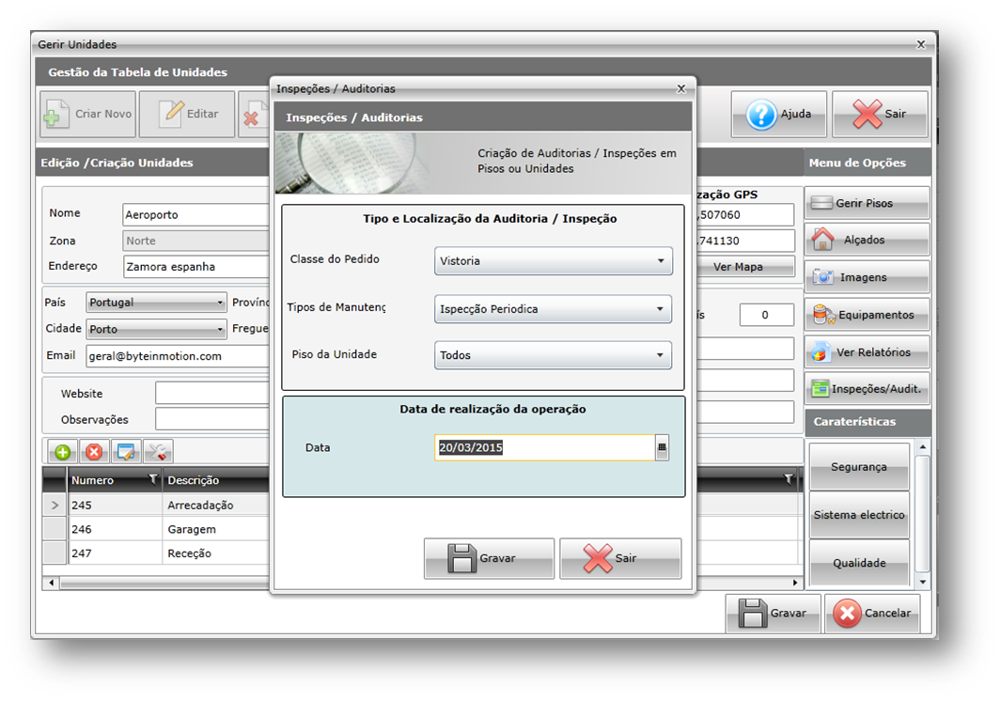 Gerir Unidades
Gestão da Tabela de Unidades
Criar Novo
Editar
Ajuda
Sair
Edição /Criação Unidades
Menu de Opções
Nome
Aeroporto
Zona
Norte
Endereço
Zamora espanha
zação GPS
,507060
.741130
Ver Mapa
País
Portugal
Provínc
Cidade
Porto
Fregue
ís
0
Email
geral@byteinmotion.com
Website
Observações
Numero
Descrição
245
Arrecadação
246
Garagem
247
Receção
Gerir Pisos
Alçados
Imagens
Equipamentos
Ver Relatórios
Inspeções/Audit.
Caraterísticas
Segurança
Sistema electrico
Qualidade
Gravar
Cancelar
Inspeções / Auditorias
Inspeções / Auditorias
Criação de Auditorias / Inspeções em
Pisos ou Unidades
Tipo e Localização da Auditoria / Inspeção
Classe do Pedido
Vistoria
Tipos de Manutenç
Ispecção Periodica
Piso da Unidade
Todos
Data de realização da operação
Data
20/03/2015
Gravar
Sair